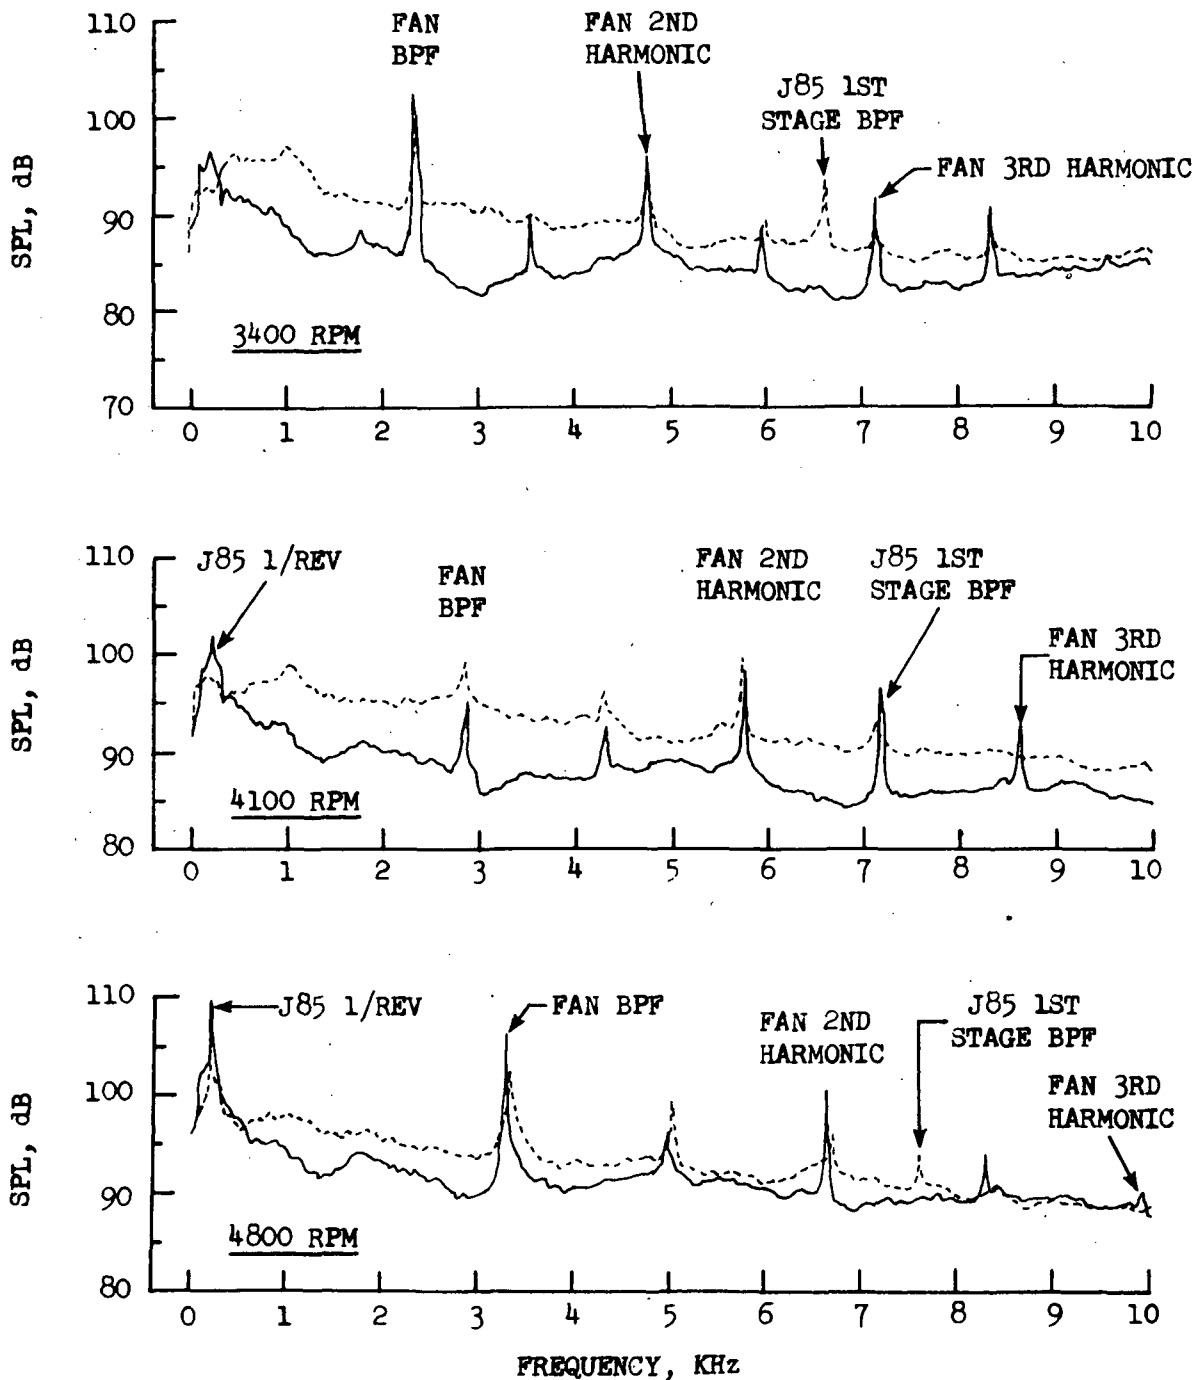 110
FAN
BPF
FAN 2ND
HARMONIC
J85 1ST
STAGE BPF
FAN 3RD HARMONIC
100
90
80
70
SPL, dB
3400 RPM
0 1 2 3 4 5 6 7 8 9 10
110
J85 1/REV
FAN
BPF
FAN 2ND
HARMONIC
J85 1ST
STAGE BPF
FAN 3RD
HARMONIC
100
90
80
SPL, dB
4100 RPM
0 1 2 3 4 5 6 7 8 9 10
110
J85 1/REV
FAN BPF
FAN 2ND
HARMONIC
J85 1ST
STAGE BPF
FAN 3RD
HARMONIC
100
90
80
SPL, dB
4800 RPM
0 1 2 3 4 5 6 7 8 9 10
FREQUENCY, KHz